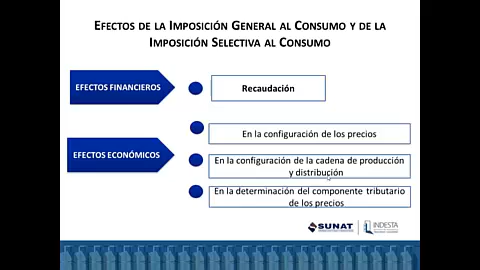 EFECTOS DE LA IMPOSICIÓN GENERAL AL CONSUMO Y DE LA
IMPOSICIÓN SELECTIVA AL CONSUMO
EFECTOS FINANCIEROS
Recaudación
EFECTOS ECONÓMICOS
En la configuración de los precios
En la configuración de la cadena de producción
y distribución
En la determinación del componente tributario
de los precios
SUNAT
INDESTA